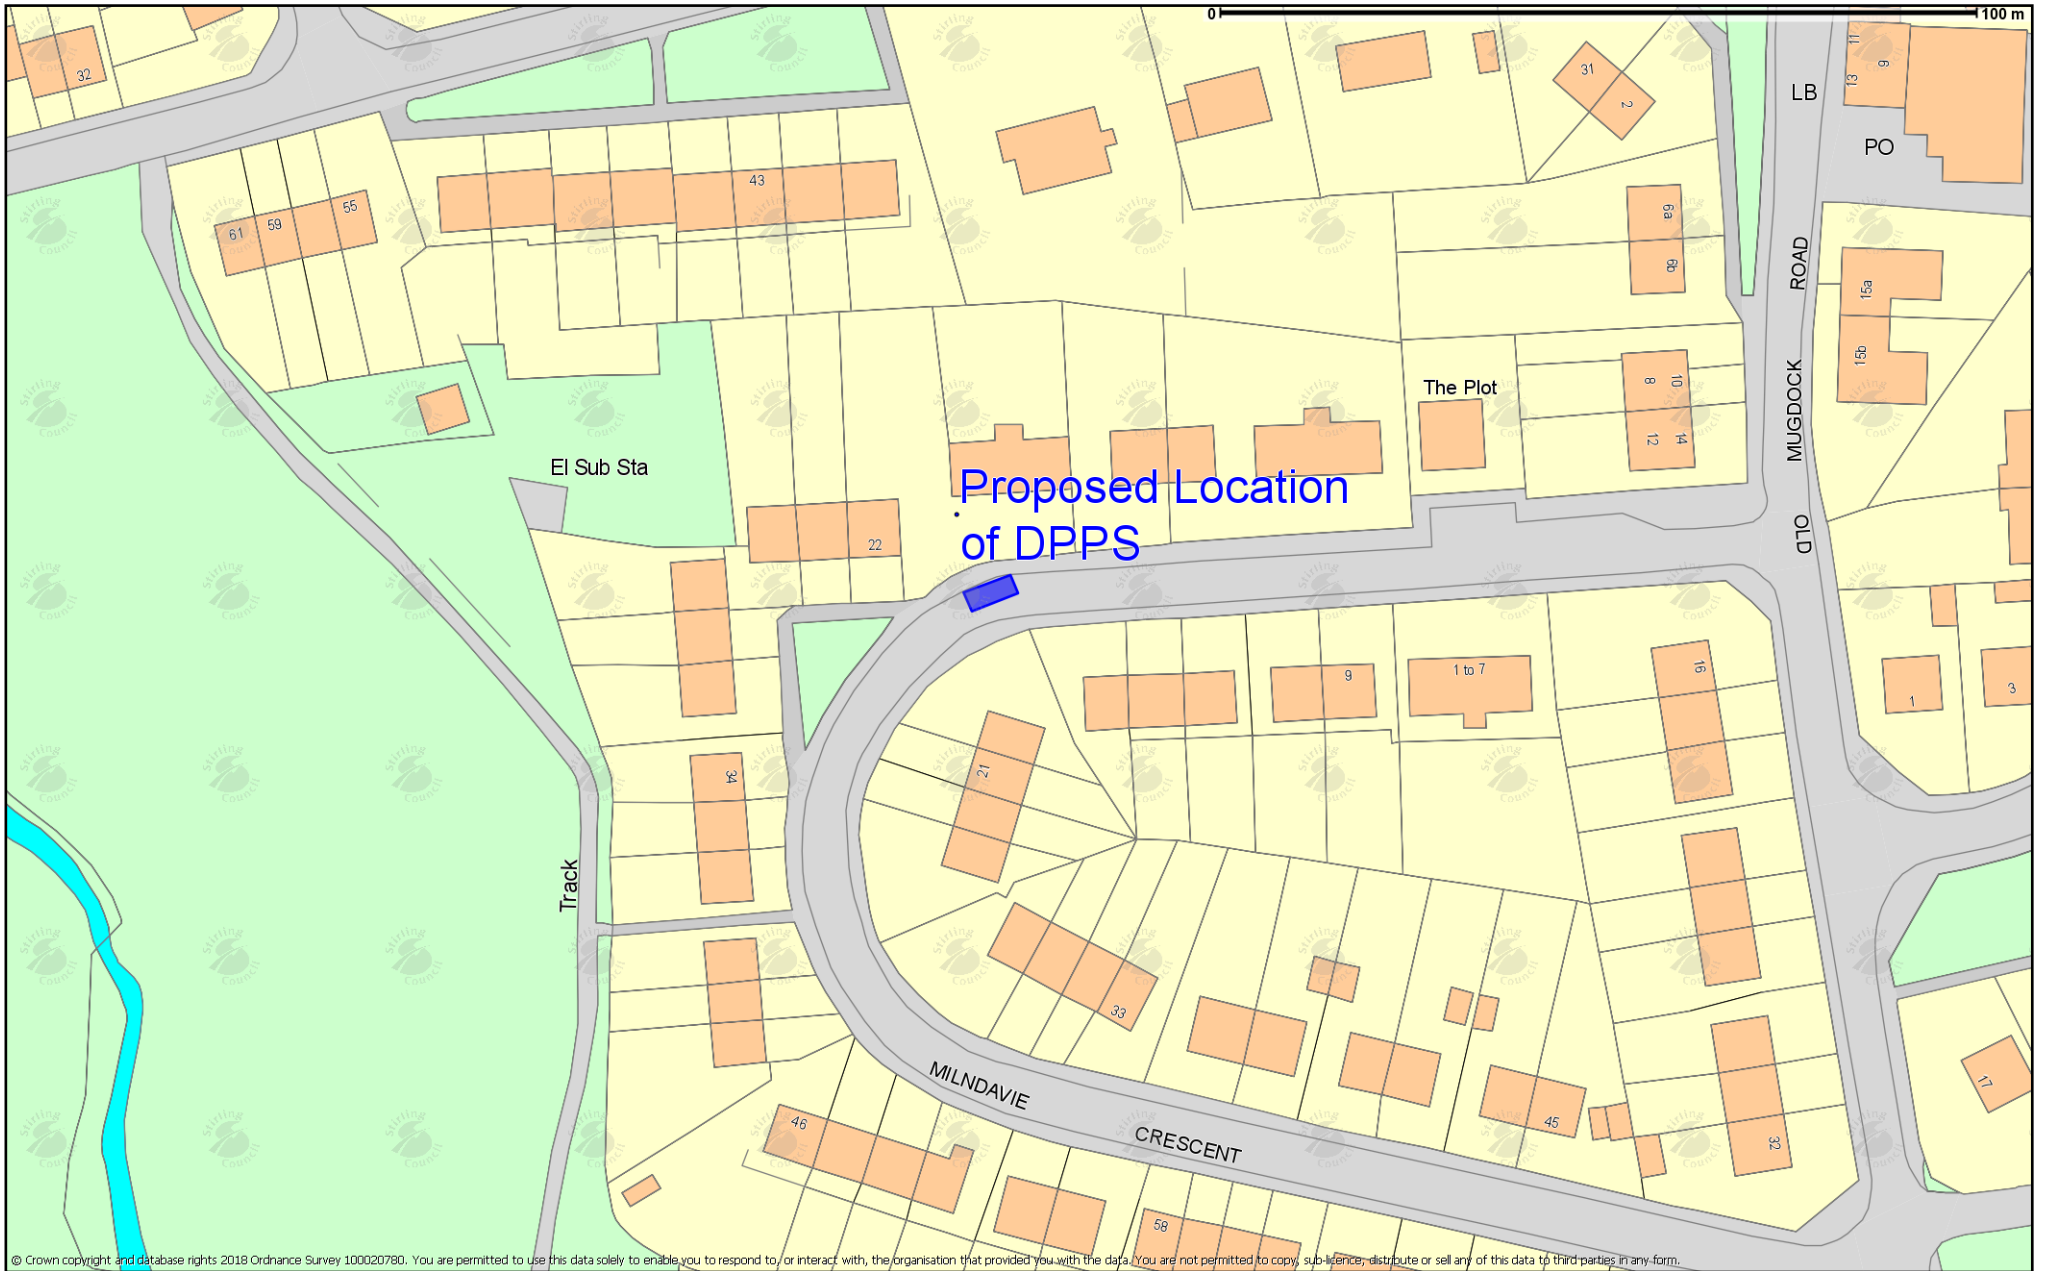 0 100 m
32
31
2
11
13
9
LB
PO
43
55
59
61
6a
6b
ROAD
15a
15b
The Plot
8
10
12
14
MUGDOCK
OLD
El Sub Sta
Proposed Location
of DPPS
22
1 to 7
9
16
1
3
21
34
Track
33
MILNDAVIE
CRESCENT
46
45
32
17
58
Stirling Council
© Crown copyright and database rights 2018 Ordnance Survey 100020780. You are permitted to use this data solely to enable you to respond to, or interact with, the organisation that provided you with the data. You are not permitted to copy, sub-licence, distribute or sell any of this data to third parties in any form.